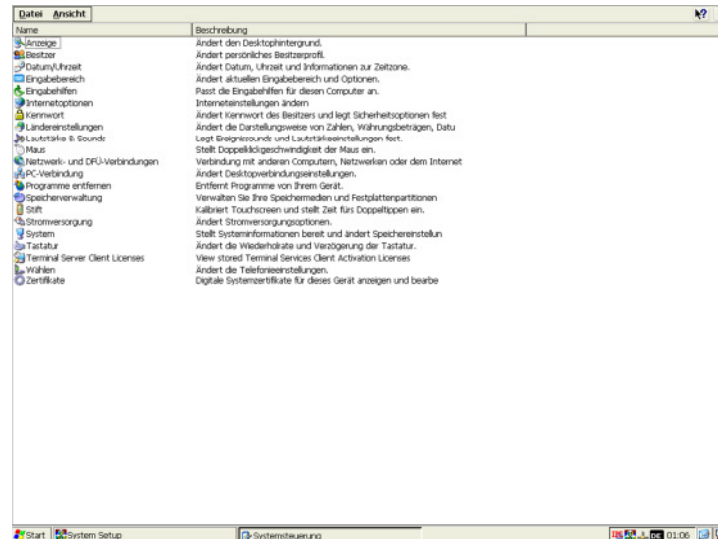 Datei Ansicht
Name Beschreibung
Anzeige Ändert den Desktophintergrund.
Besitzer Ändert persönliches Besitzerprofil.
Datum/Uhrzeit Ändert Datum, Uhrzeit und Informationen zur Zeitzone.
Eingabebereich Ändert aktuellen Eingabebereich und Optionen.
Eingabehilfen Passt die Eingabehilfen für diesen Computer an.
Internetoptionen Interneteinstellungen ändern
Kennwort Ändert Kennwort des Besitzers und legt Sicherheitsoptionen fest
Ländereinstellungen Ändert die Darstellungsweise von Zahlen, Währungsbeträgen, Datu
Lautstärke & Sounds Legt Ereignissounds und Lautstärkeeinstellungen fest.
Maus Stellt Doppelklickgeschwindigkeit der Maus ein.
Netzwerk- und DFÜ-Verbindungen Verbindung mit anderen Computern, Netzwerken oder dem Internet
PC-Verbindung Ändert Desktopverbindungseinstellungen.
Programme entfernen Entfernt Programme von Ihrem Gerät.
Speicherverwaltung Verwalten Sie Ihre Speichermedien und Festplattenpartitionen
Stift Kalibriert Touchscreen und stellt Zeit fürs Doppeltippen ein.
Stromversorgung Ändert Stromversorgungsoptionen.
System Stellt Systeminformationen bereit und ändert Speichereinstellun
Tastatur Ändert die Wiederholrate und Verzögerung der Tastatur.
Terminal Server Client Licenses View stored Terminal Services Client Activation Licenses
Wählen Ändert die Telefonieeinstellungen.
Zertifikate Digitale Systemzertifikate für dieses Gerät anzeigen und bearbe
Start System Setup Systemsteuerung DE 01:06